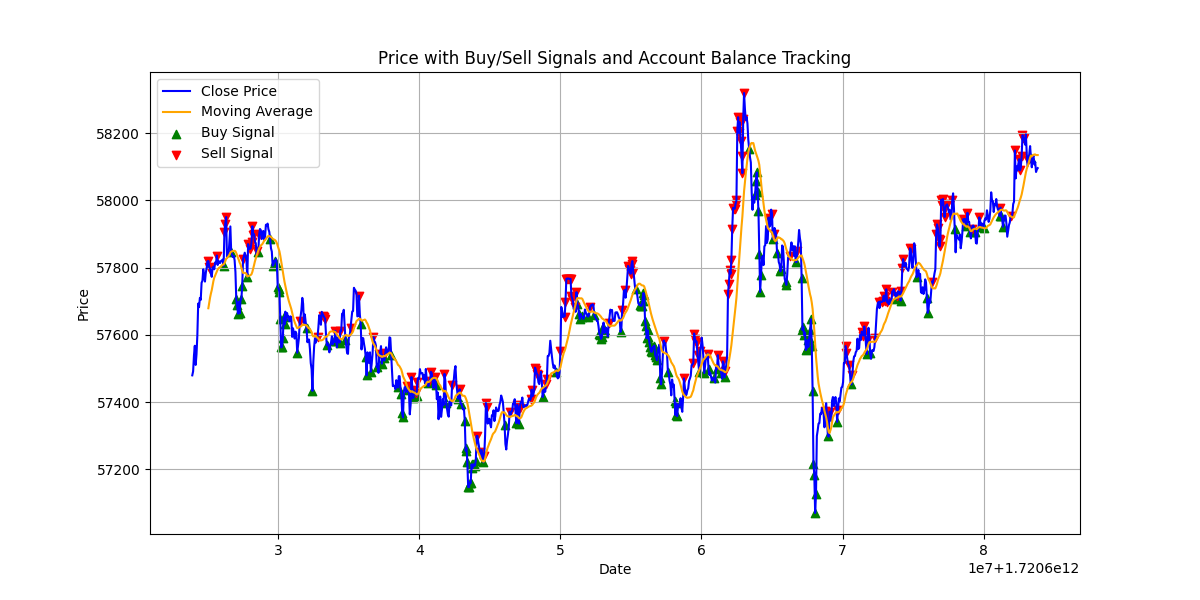 Price with Buy/Sell Signals and Account Balance Tracking
Close Price
Moving Average
Buy Signal
Sell Signal
58200
58000
57800
57600
57400
57200
Price
3 4 5 6 7 8
Date
1e7+1.7206e12